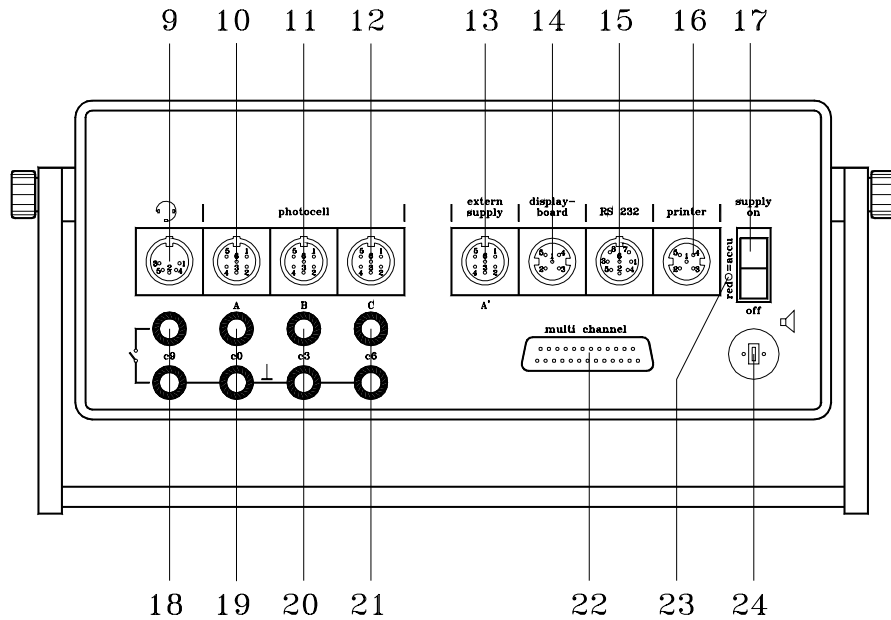 9 10 11 12 13 14 15 16 17
extern display- supply
photocell supply board RS 232 printer on
red =accu
A B C A' off
multi channel
c9 c0 c3 c6
18 19 20 21 22 23 24